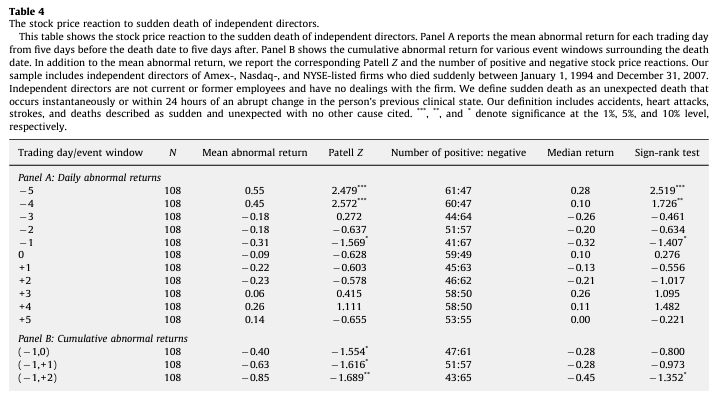 Table 4
The stock price reaction to sudden death of independent directors.
This table shows the stock price reaction to the sudden death of independent directors. Panel A reports the mean abnormal return for each trading day
from five days before the death date to five days after. Panel B shows the cumulative abnormal return for various event windows surrounding the death
date. In addition to the mean abnormal return, we report the corresponding Patell Z and the number of positive and negative stock price reactions. Our
sample includes independent directors of Amex-, Nasdaq-, and NYSE-listed firms who died suddenly between January 1, 1994 and December 31, 2007.
Independent directors are not current or former employees and have no dealings with the firm. We define sudden death as an unexpected death that
occurs instantaneously or within 24 hours of an abrupt change in the person's previous clinical state. Our definition includes accidents, heart attacks,
strokes, and deaths described as sudden and unexpected with no other cause cited. ***, **, and * denote significance at the 1%, 5%, and 10% level,
respectively.
Trading day/event window N Mean abnormal return Patell Z Number of positive: negative Median return Sign-rank test
Panel A: Daily abnormal returns
−5 108 0.55 2.479*** 61:47 0.28 2.519***
−4 108 0.45 2.572*** 60:47 0.10 1.726**
−3 108 −0.18 0.272 44:64 −0.26 −0.461
−2 108 −0.18 −0.637 51:57 −0.20 −0.634
−1 108 −0.31 −1.569* 41:67 −0.32 −1.407*
0 108 −0.09 −0.628 59:49 0.10 0.276
+1 108 −0.22 −0.603 45:63 −0.13 −0.556
+2 108 −0.23 −0.578 46:62 −0.21 −1.017
+3 108 0.06 0.415 58:50 0.26 1.095
+4 108 0.26 1.111 58:50 0.11 1.482
+5 108 0.14 −0.655 53:55 0.00 −0.221
Panel B: Cumulative abnormal returns
(−1,0) 108 −0.40 −1.554* 47:61 −0.28 −0.800
(−1,+1) 108 −0.63 −1.616* 51:57 −0.28 −0.973
(−1,+2) 108 −0.85 −1.689** 43:65 −0.45 −1.352*